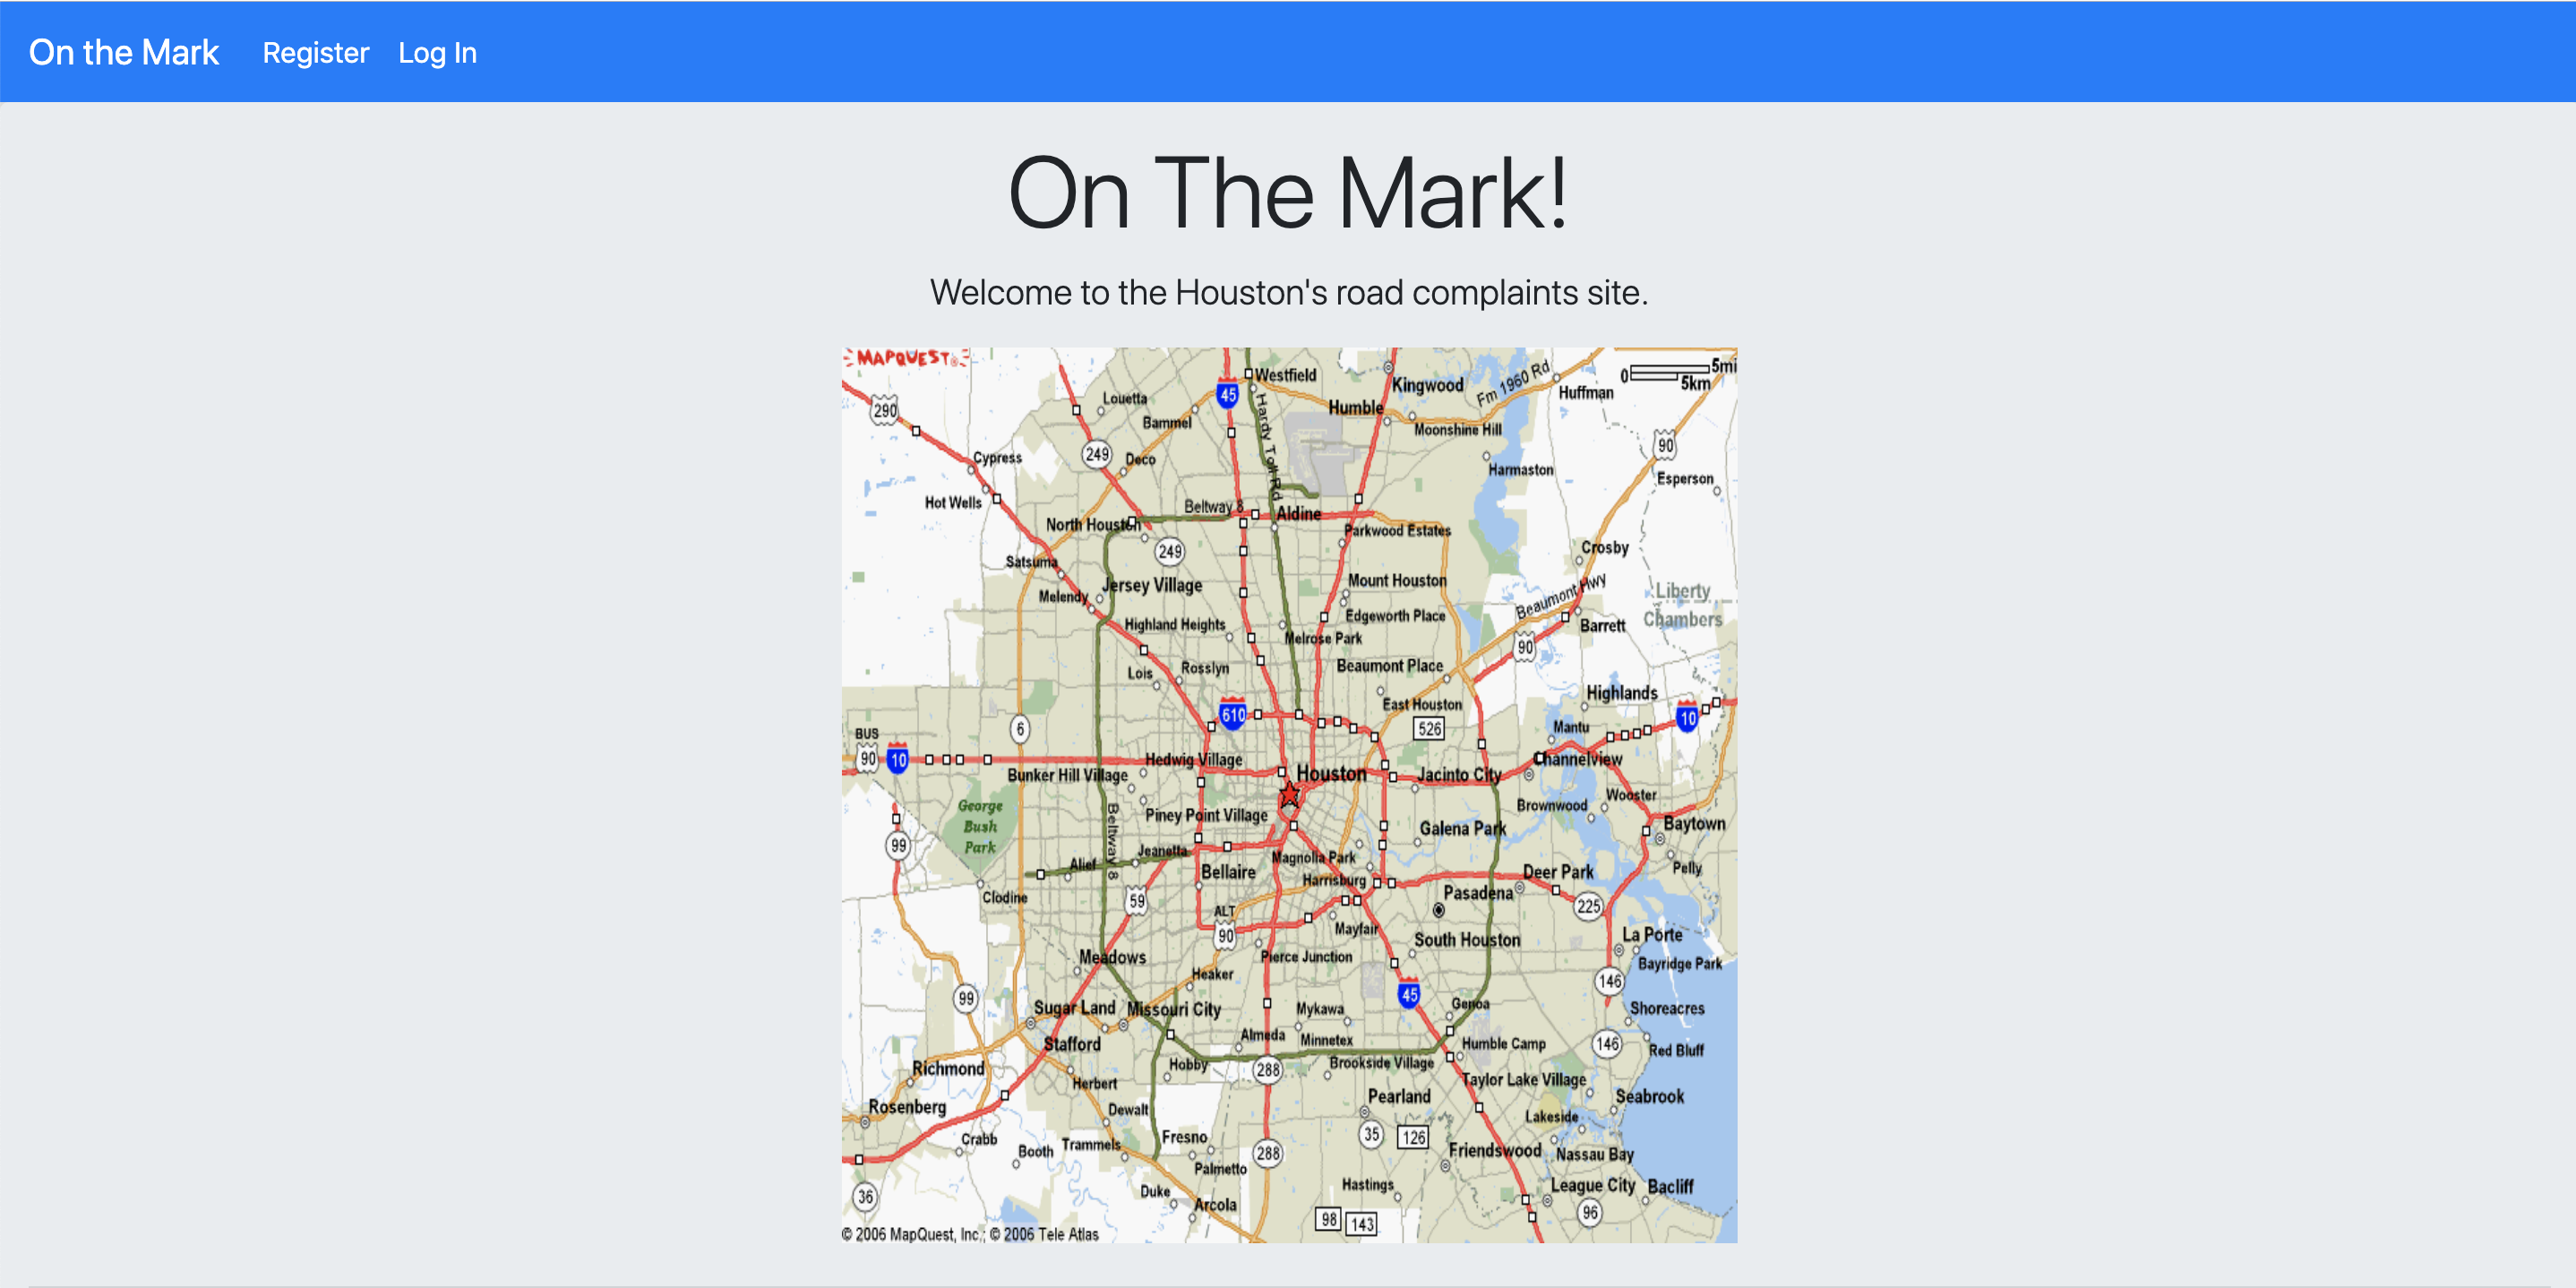 On the Mark Register Log In
On The Mark!
Welcome to the Houston's road complaints site.
MAPQUEST
0 5mi
5km
Westfield
Kingwood
Fm 1960 Rd
Huffman
290
45
Louetta
Humble
Bammel
Moonshine Hill
Hardy Toll Rd
90
249
Cypress
Deco
Harmaston
Esperson
Hot Wells
Beltway 8
Aldine
North Houston
Parkwood Estates
249
Crosby
Satsuma
Jersey Village
Mount Houston
Beaumont Hwy
Liberty
Chambers
Melendy
Highland Heights
Edgeworth Place
Barrett
Melrose Park
90
Lois
Rosslyn
Beaumont Place
Highlands
East Houston
610
10
6
526
Mantu
BUS
90
10
Hedwig Village
Channelview
Bunker Hill Village
Houston
Jacinto City
George
Bush
Park
Beltway 8
Piney Point Village
Brownwood
Wooster
Galena Park
Baytown
99
Alief
Jeanetta
Magnolia Park
Pelly
Bellaire
Harrisburg
Deer Park
Clodine
59
Pasadena
225
ALT
90
Mayfair
South Houston
La Porte
Meadows
Pierce Junction
Bayridge Park
Heaker
146
99
45
Sugar Land
Missouri City
Mykawa
Genoa
Shoreacres
Stafford
Almeda
Minnetex
Humble Camp
146
Red Bluff
Richmond
Hobby
288
Brookside Village
Herbert
Taylor Lake Village
Rosenberg
Dewalt
Pearland
Lakeside
Seabrook
Crabb
Booth
Trammels
Fresno
35
126
288
Friendswood
Nassau Bay
Palmetto
36
Duke
Hastings
League City
Bacliff
Arcola
98
143
96
© 2006 MapQuest, Inc.; © 2006 Tele Atlas